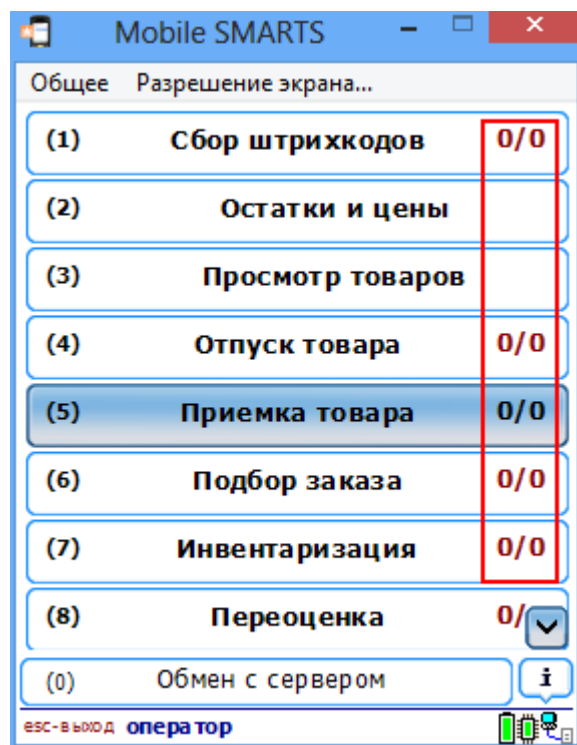 Mobile SMARTS
Общее Разрешение экрана...
(1) Сбор штрихкодов 0/0
(2) Остатки и цены
(3) Просмотр товаров
(4) Отпуск товара 0/0
(5) Приемка товара 0/0
(6) Подбор заказа 0/0
(7) Инвентаризация 0/0
(8) Переоценка 0/
(0) Обмен с сервером i
esc-выход оператор